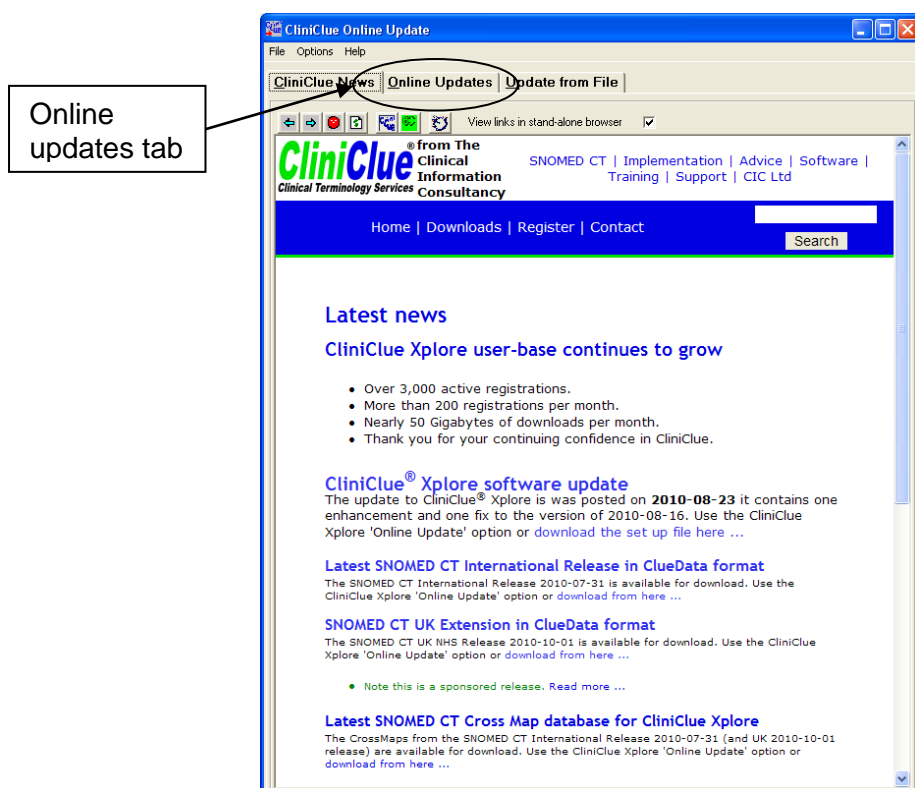 CliniClue Online Update
File Options Help
CliniClue News Online Updates Update from File
Online
updates tab
View links in stand-alone browser
CliniClue®
Clinical Terminology Services
from The
Clinical
Information
Consultancy
SNOMED CT | Implementation | Advice | Software |
Training | Support | CIC Ltd
Home | Downloads | Register | Contact
Search
Latest news
CliniClue Xplore user-base continues to grow
• Over 3,000 active registrations.
• More than 200 registrations per month.
• Nearly 50 Gigabytes of downloads per month.
• Thank you for your continuing confidence in CliniClue.
CliniClue® Xplore software update
The update to CliniClue® Xplore is was posted on 2010-08-23 it contains one
enhancement and one fix to the version of 2010-08-16. Use the CliniClue
Xplore 'Online Update' option or download the set up file here ...
Latest SNOMED CT International Release in ClueData format
The SNOMED CT International Release 2010-07-31 is available for download. Use the
CliniClue Xplore 'Online Update' option or download from here ...
SNOMED CT UK Extension in ClueData format
The SNOMED CT UK NHS Release 2010-10-01 is available for download. Use the CliniClue
Xplore 'Online Update' option or download from here ...
• Note this is a sponsored release. Read more ...
Latest SNOMED CT Cross Map database for CliniClue Xplore
The CrossMaps from the SNOMED CT International Release 2010-07-31 (and UK 2010-10-01
release) are available for download. Use the CliniClue Xplore 'Online Update' option or
download from here ...